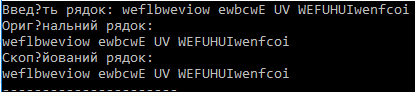 Введ?ть рядок: weflbweviow ewbcwE UV WEFUHUIwenfcoi
Ориг?нальний рядок:
weflbweviow ewbcwE UV WEFUHUIwenfcoi
Скоп?йований рядок:
weflbweviow ewbcwE UV WEFUHUIwenfcoi
----------------------